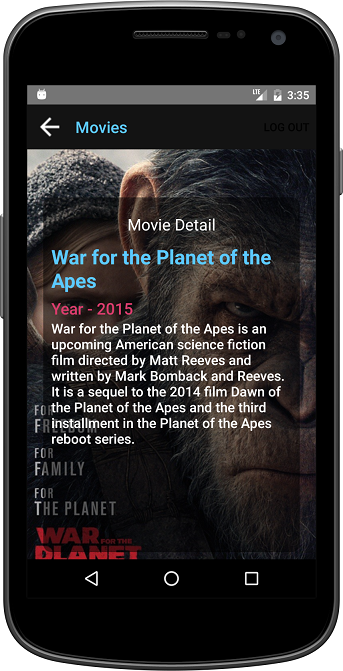 LTE 3:35
Movies LOG OUT
Movie Detail
War for the Planet of the
Apes
Year - 2015
War for the Planet of the Apes is an
upcoming American science fiction
film directed by Matt Reeves and
written by Mark Bomback and Reeves.
It is a sequel to the 2014 film Dawn of
the Planet of the Apes and the third
installment in the Planet of the Apes
reboot series.
FOR
FREEDOM
FOR
FAMILY
FOR
THE PLANET
WAR FOR THE
PLANET